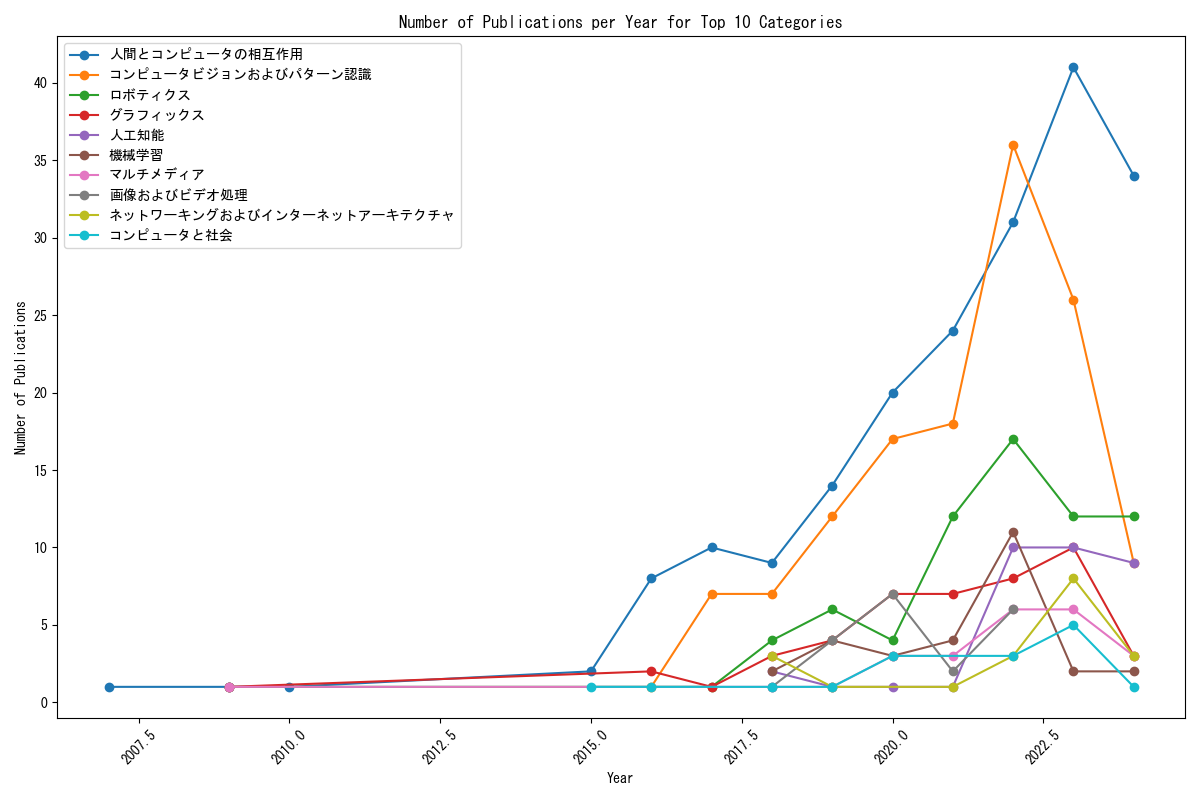 Number of Publications per Year for Top 10 Categories
人間とコンピュータの相互作用
コンピュータビジョンおよびパターン認識
ロボティクス
グラフィックス
人工知能
機械学習
マルチメディア
画像およびビデオ処理
ネットワーキングおよびインターネットアーキテクチャ
コンピュータと社会
40
35
30
25
20
15
10
5
0
Number of Publications
2007.5
2010.0
2012.5
2015.0
2017.5
2020.0
2022.5
Year